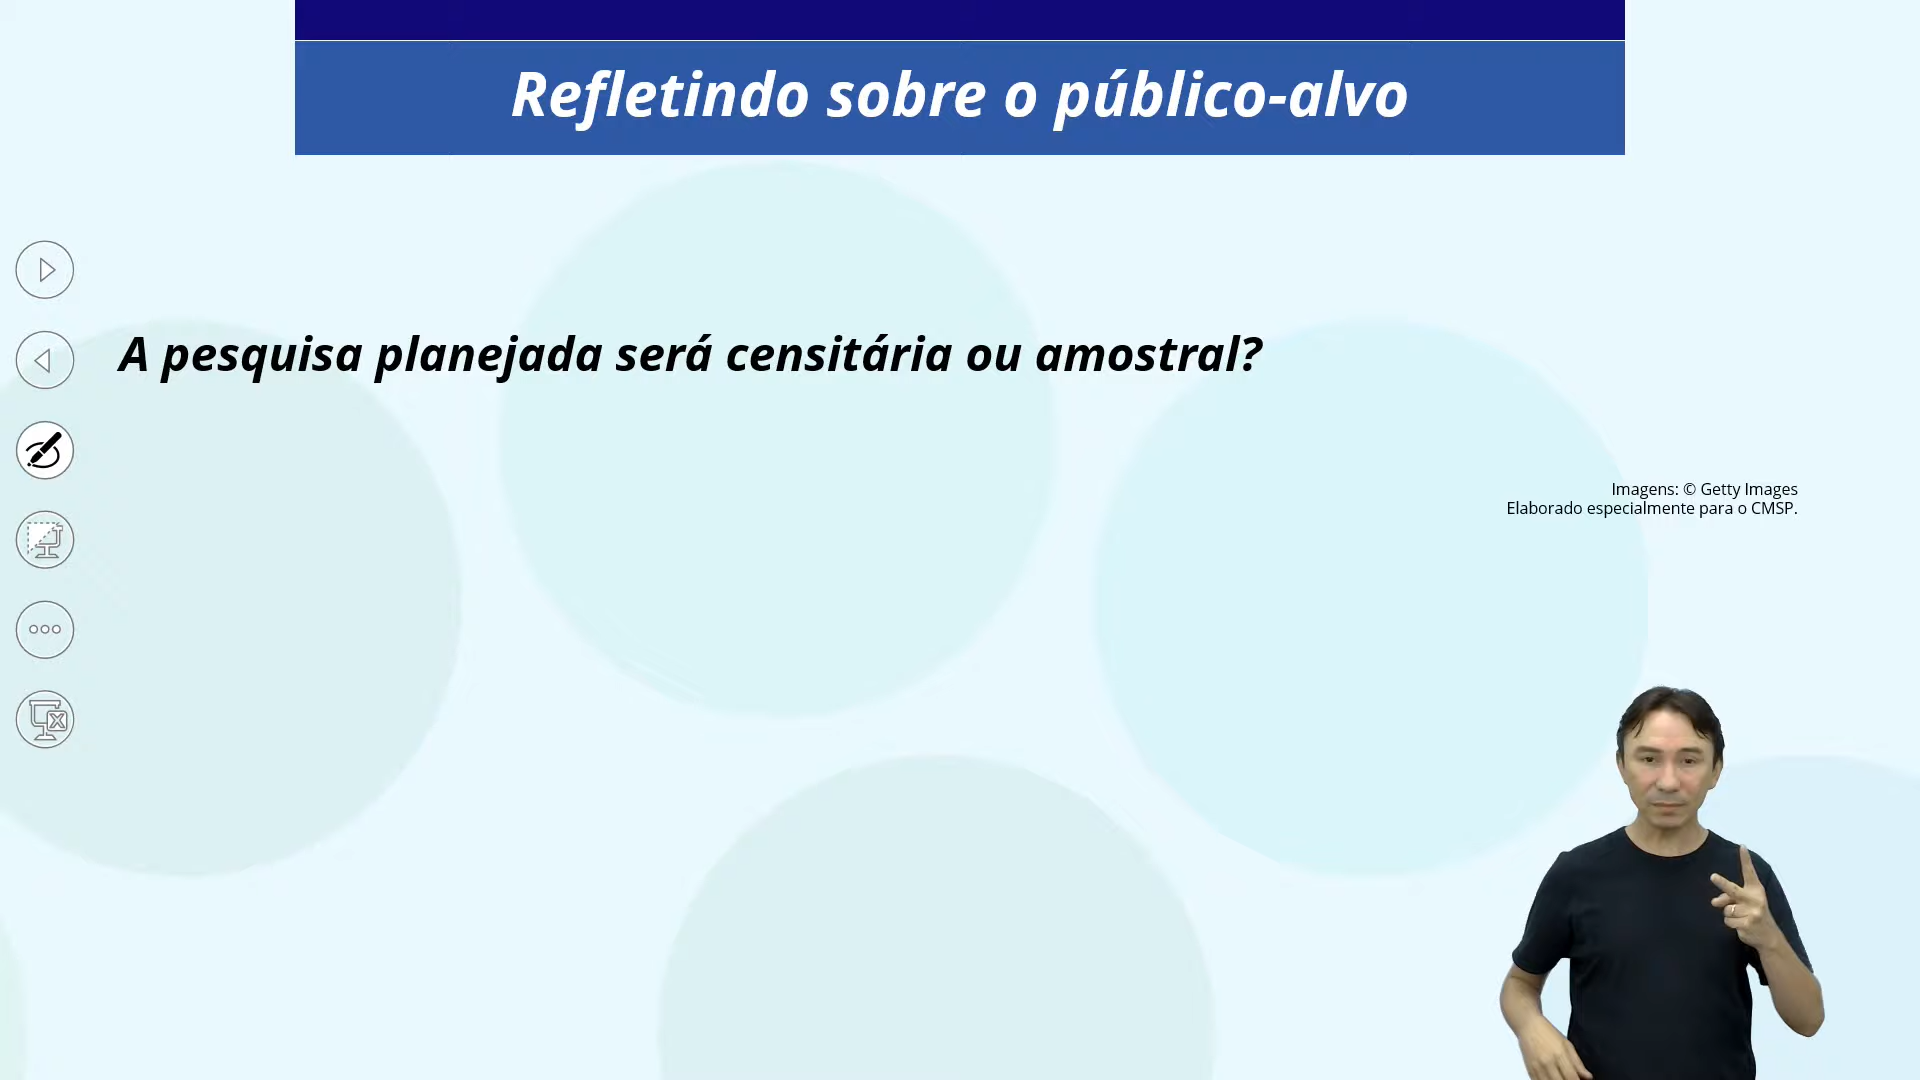 Refletindo sobre o público-alvo
A pesquisa planejada será censitária ou amostral?
Imagens: © Getty Images
Elaborado especialmente para o CMSP.